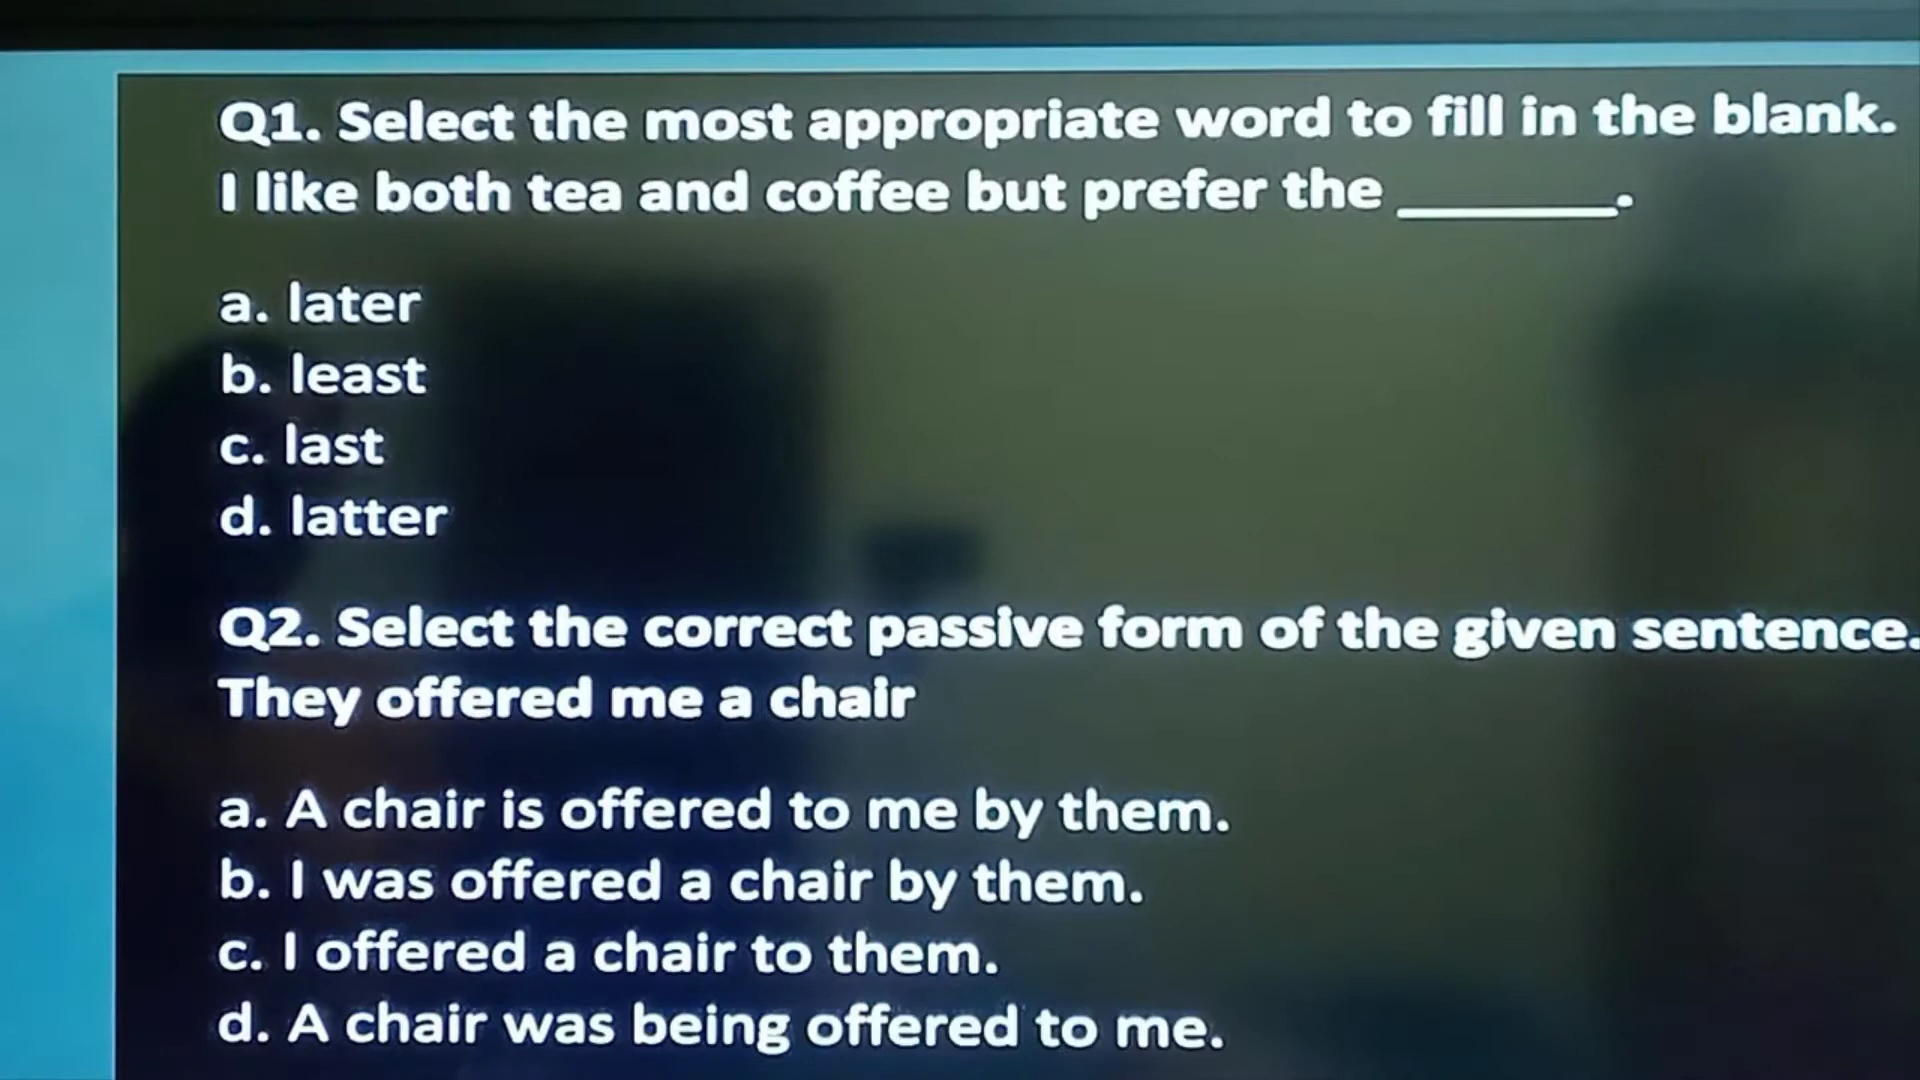 Q1. Select the most appropriate word to fill in the blank.
I like both tea and coffee but prefer the ________.
a. later
b. least
c. last
d. latter
Q2. Select the correct passive form of the given sentence.
They offered me a chair
a. A chair is offered to me by them.
b. I was offered a chair by them.
c. I offered a chair to them.
d. A chair was being offered to me.